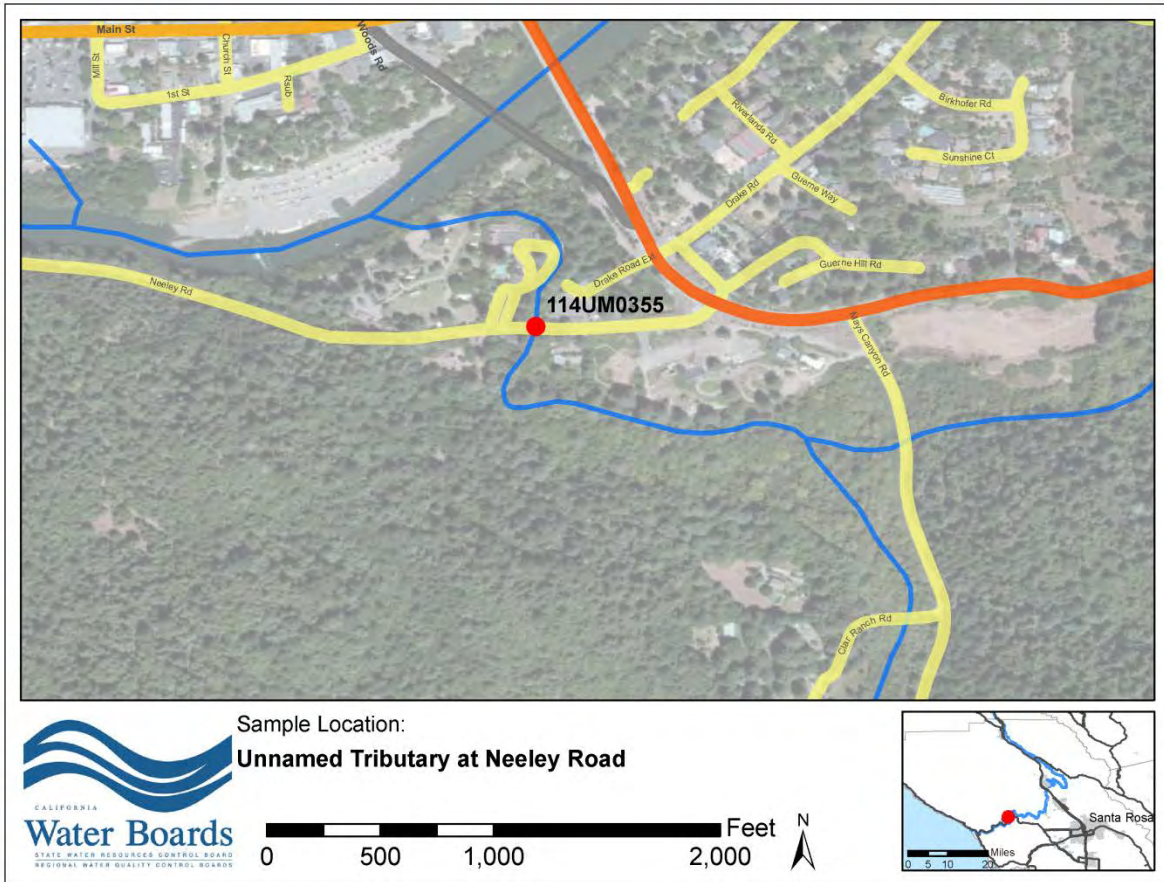 Main St
Mill St
Church St
1st St
Rsub
Woods Rd
Riverlands Rd
Birkhofer Rd
Sunshine Ct
Drake Rd
Guerne Way
Drake Road Ext
Guerne Hill Rd
Neeley Rd
114UM0355
Mays Canyon Rd
Clar Ranch Rd
Sample Location:
Unnamed Tributary at Neeley Road
CALIFORNIA
Water Boards
STATE WATER RESOURCES CONTROL BOARD
REGIONAL WATER QUALITY CONTROL BOARDS
Feet
0 500 1,000 2,000
N
Santa Rosa
Miles
0 5 10 20